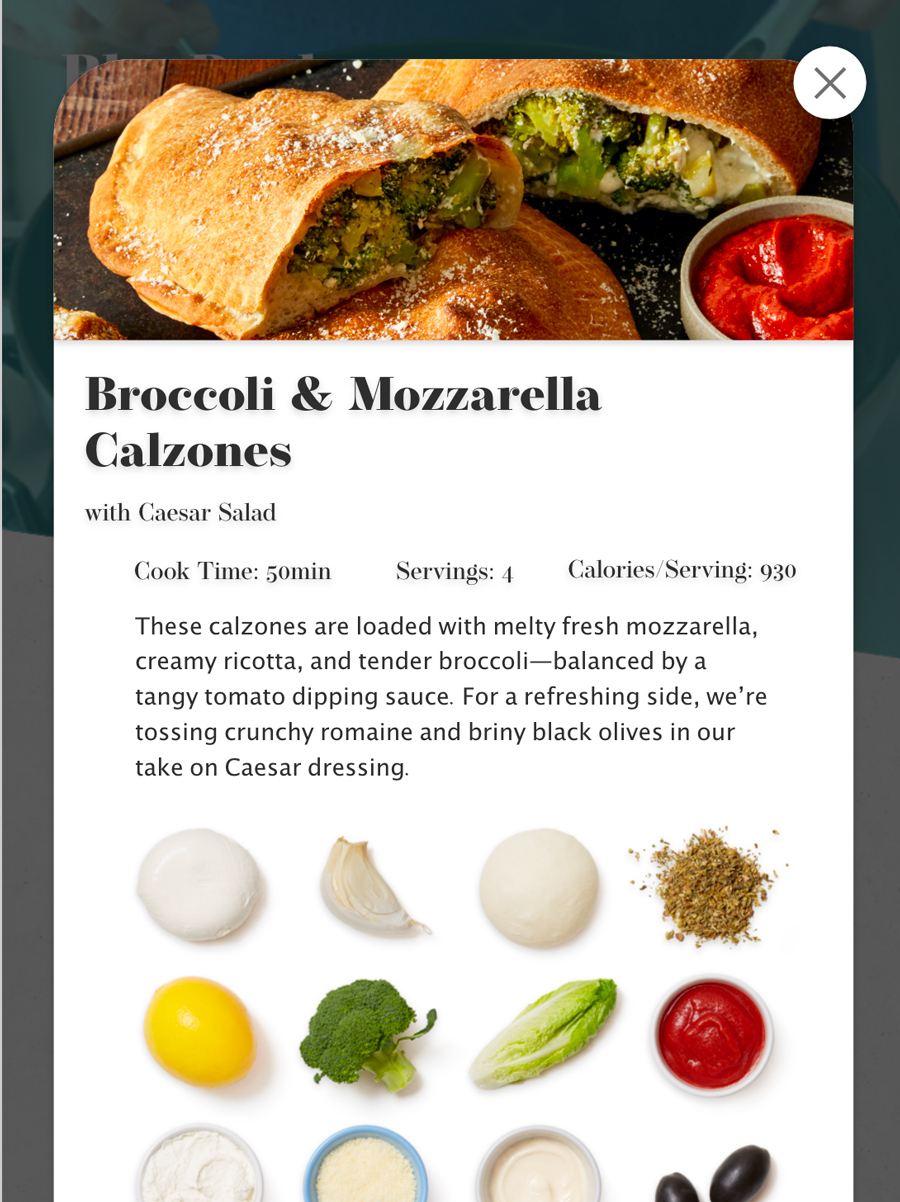 Broccoli & Mozzarella
Calzones
with Caesar Salad
Cook Time: 50min Servings: 4 Calories/Serving: 930
These calzones are loaded with melty fresh mozzarella,
creamy ricotta, and tender broccoli—balanced by a
tangy tomato dipping sauce. For a refreshing side, we’re
tossing crunchy romaine and briny black olives in our
take on Caesar dressing.